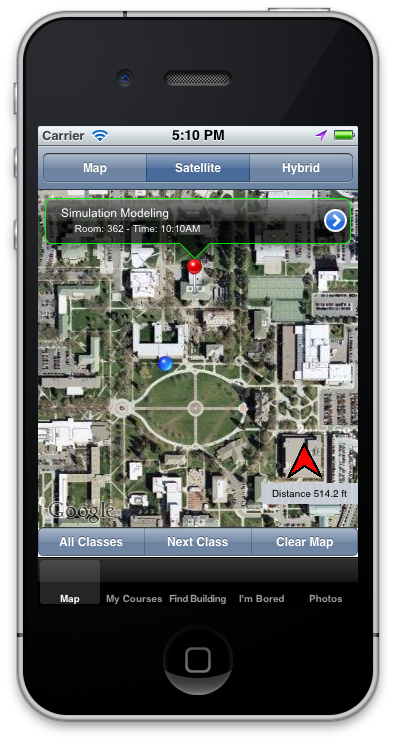 Carrier 5:10 PM
Map Satellite Hybrid
Simulation Modeling
Room: 362 - Time: 10:10AM
Distance 514.2 ft
Google
All Classes Next Class Clear Map
Map My Courses Find Building I'm Bored Photos